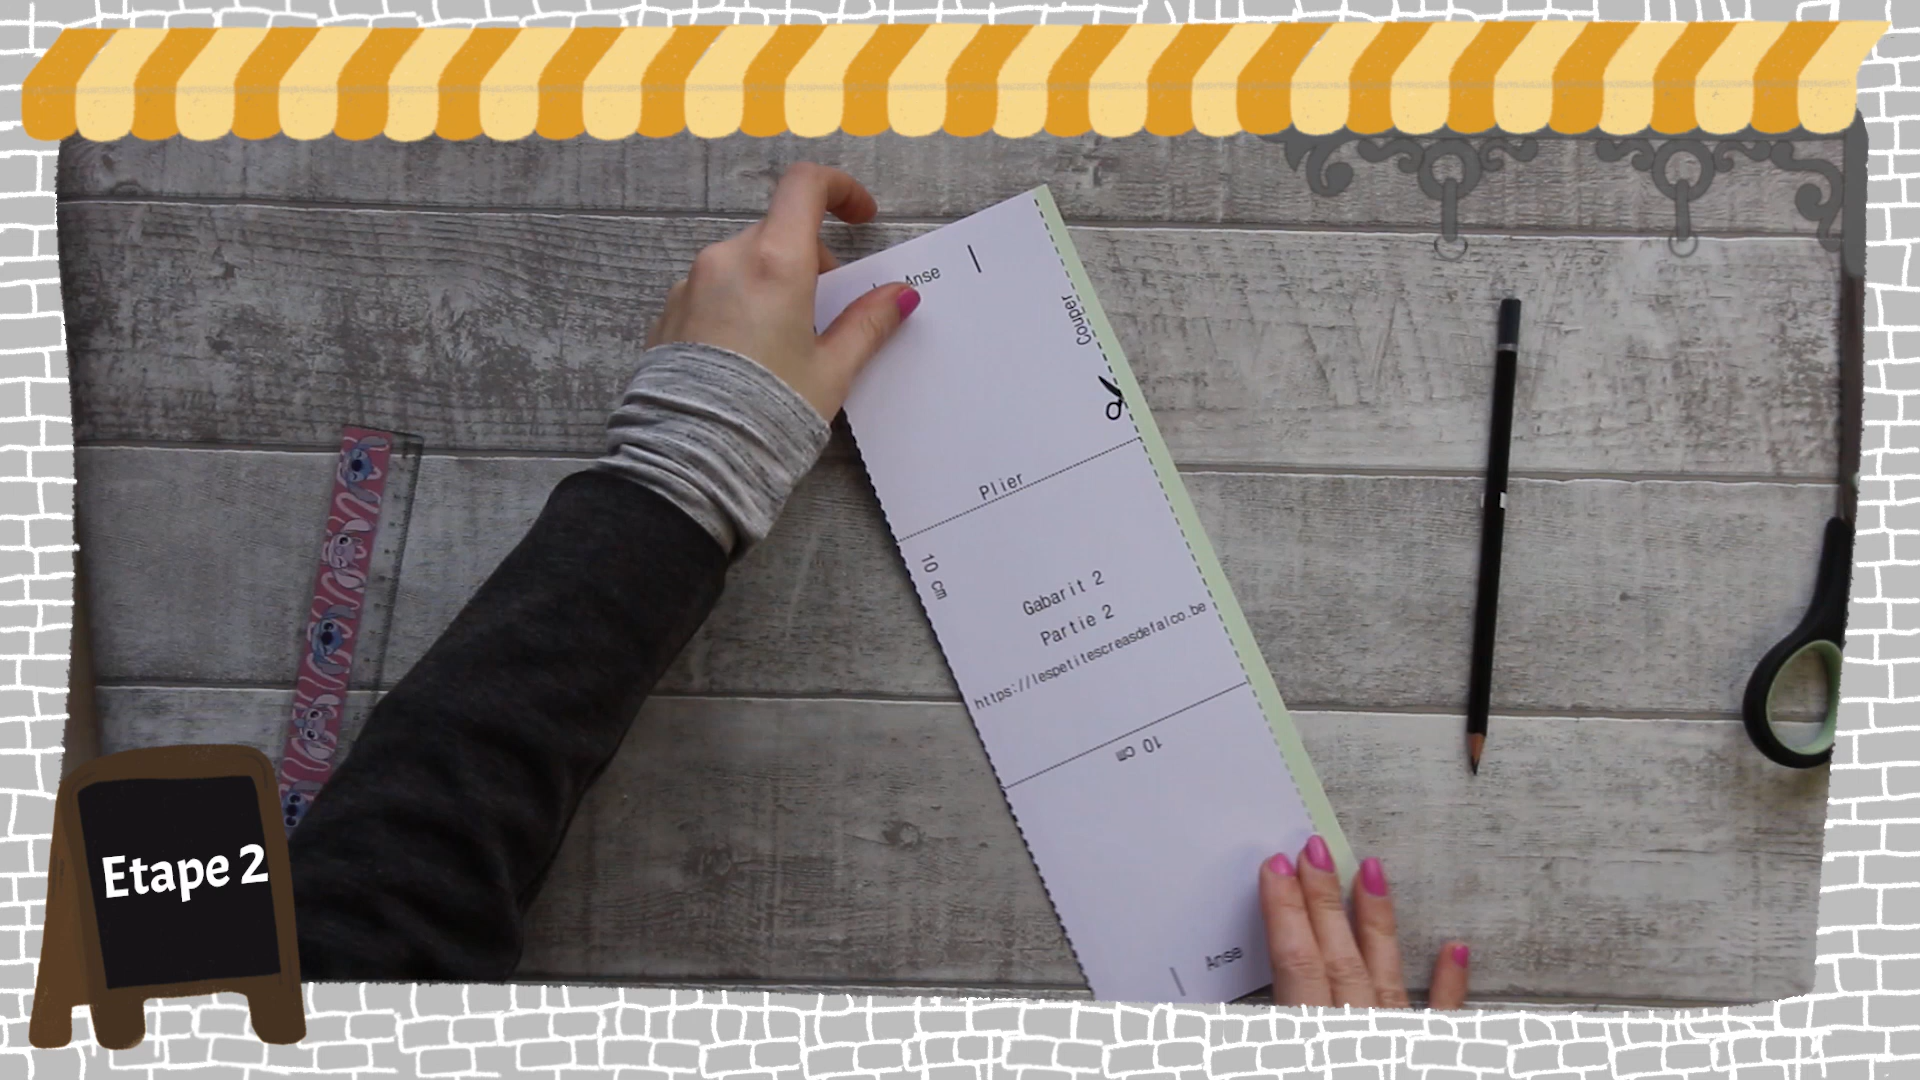 Anse
Couper
Plier
10 cm
Gabarit 2
Partie 2
https://lespetitescreasdefalco.be
10 cm
Anse
Etape 2